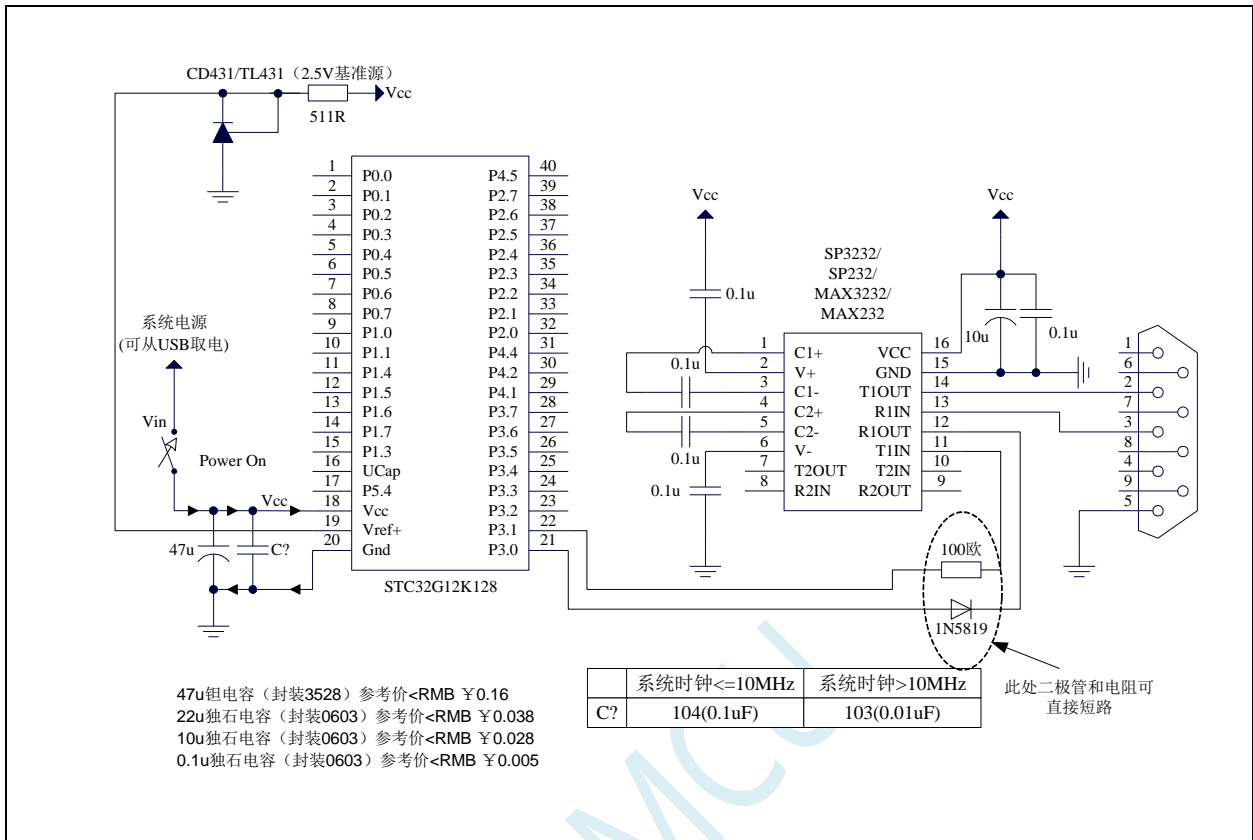 CD431/TL431（2.5V基准源）
Vcc
511R
1 P0.0 P4.5 40
2 P0.1 P2.7 39
3 P0.2 P2.6 38
4 P0.3 P2.5 37
5 P0.4 P2.4 36
6 P0.5 P2.3 35
7 P0.6 P2.2 34
8 P0.7 P2.1 33
9 P1.0 P2.0 32
10 P1.1 P4.4 31
11 P1.4 P4.2 30
12 P1.5 P4.1 29
13 P1.6 P3.7 28
14 P1.7 P3.6 27
15 P1.3 P3.5 26
16 UCap P3.4 25
17 P5.4 P3.3 24
18 Vcc P3.2 23
19 Vref+ P3.1 22
20 Gnd P3.0 21
STC32G12K128
系统电源
(可从USB取电)
Vin
Power On
Vcc
47u
C?
Vcc
0.1u
Vcc
10u
0.1u
SP3232/
SP232/
MAX3232/
MAX232
1 C1+ VCC 16
2 V+ GND 15
3 C1- T1OUT 14
4 C2+ R1IN 13
5 C2- R1OUT 12
6 V- T1IN 11
7 T2OUT T2IN 10
8 R2IN R2OUT 9
0.1u
0.1u
0.1u
1
6
2
7
3
8
4
9
5
100欧
1N5819
此处二极管和电阻可
直接短路
系统时钟<=10MHz 系统时钟>10MHz
C? 104(0.1uF) 103(0.01uF)
47u钽电容（封装3528）参考价<RMB ￥0.16
22u独石电容（封装0603）参考价<RMB ￥0.038
10u独石电容（封装0603）参考价<RMB ￥0.028
0.1u独石电容（封装0603）参考价<RMB ￥0.005
MCU